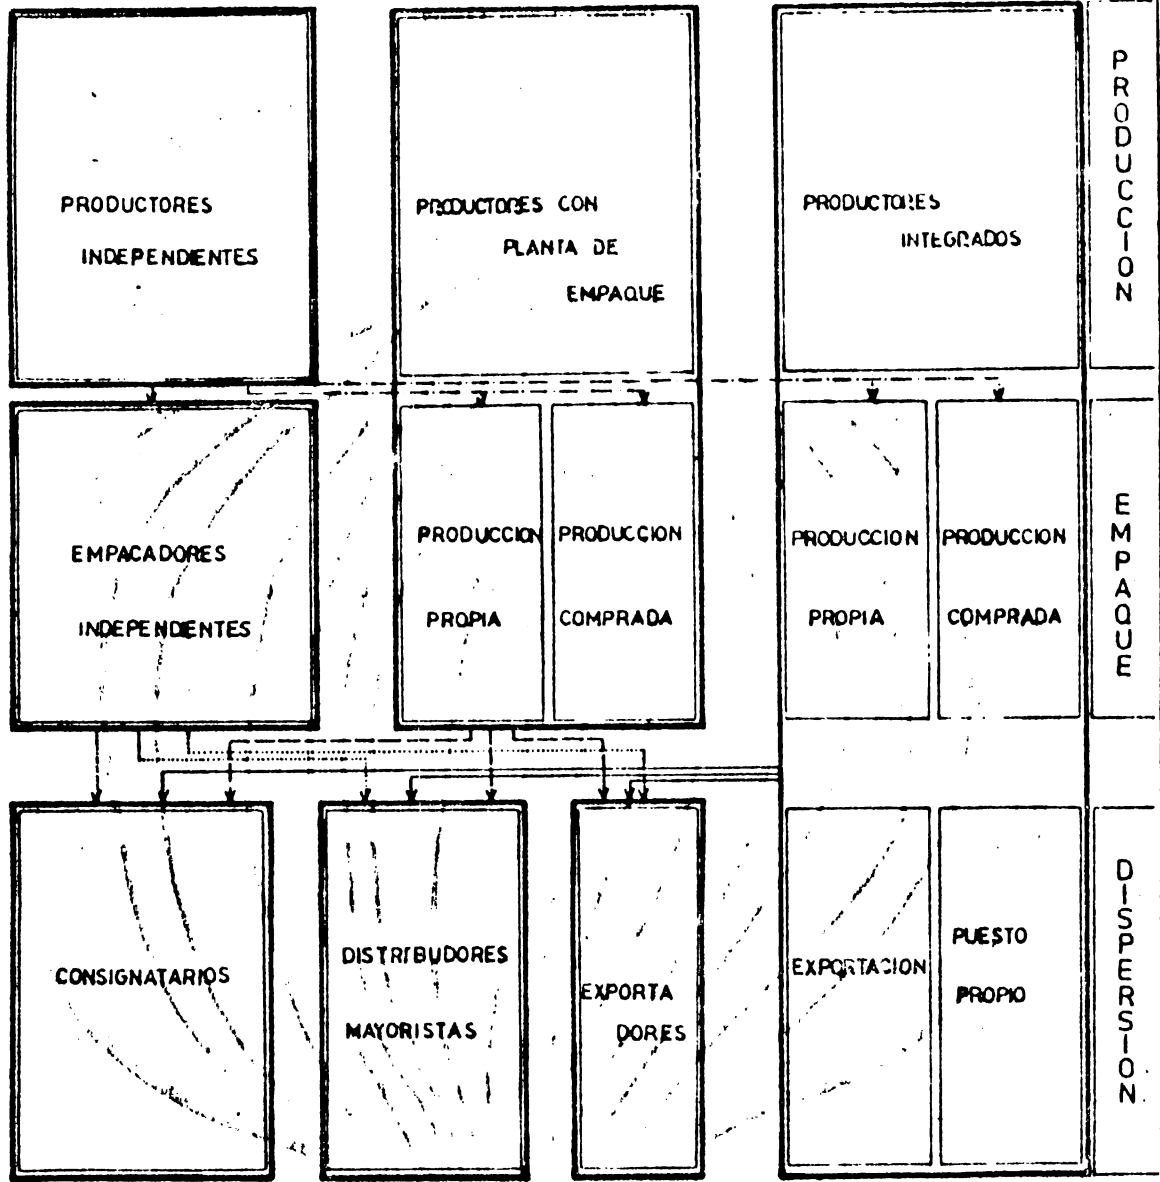 PRODUCTORES
INDEPENDIENTES
PRODUCTORES CON
PLANTA DE
EMPAQUE
PRODUCTORES
INTEGRADOS
PRODUCCION
EMPACADORES
INDEPENDIENTES
PRODUCCION
PROPIA
PRODUCCION
COMPRADA
PRODUCCION
PROPIA
PRODUCCION
COMPRADA
EMPAQUE
CONSIGNATARIOS
DISTRIBUDORES
MAYORISTAS
EXPORTA
DORES
EXPORTACION
PUESTO
PROPIO
DISPERSION